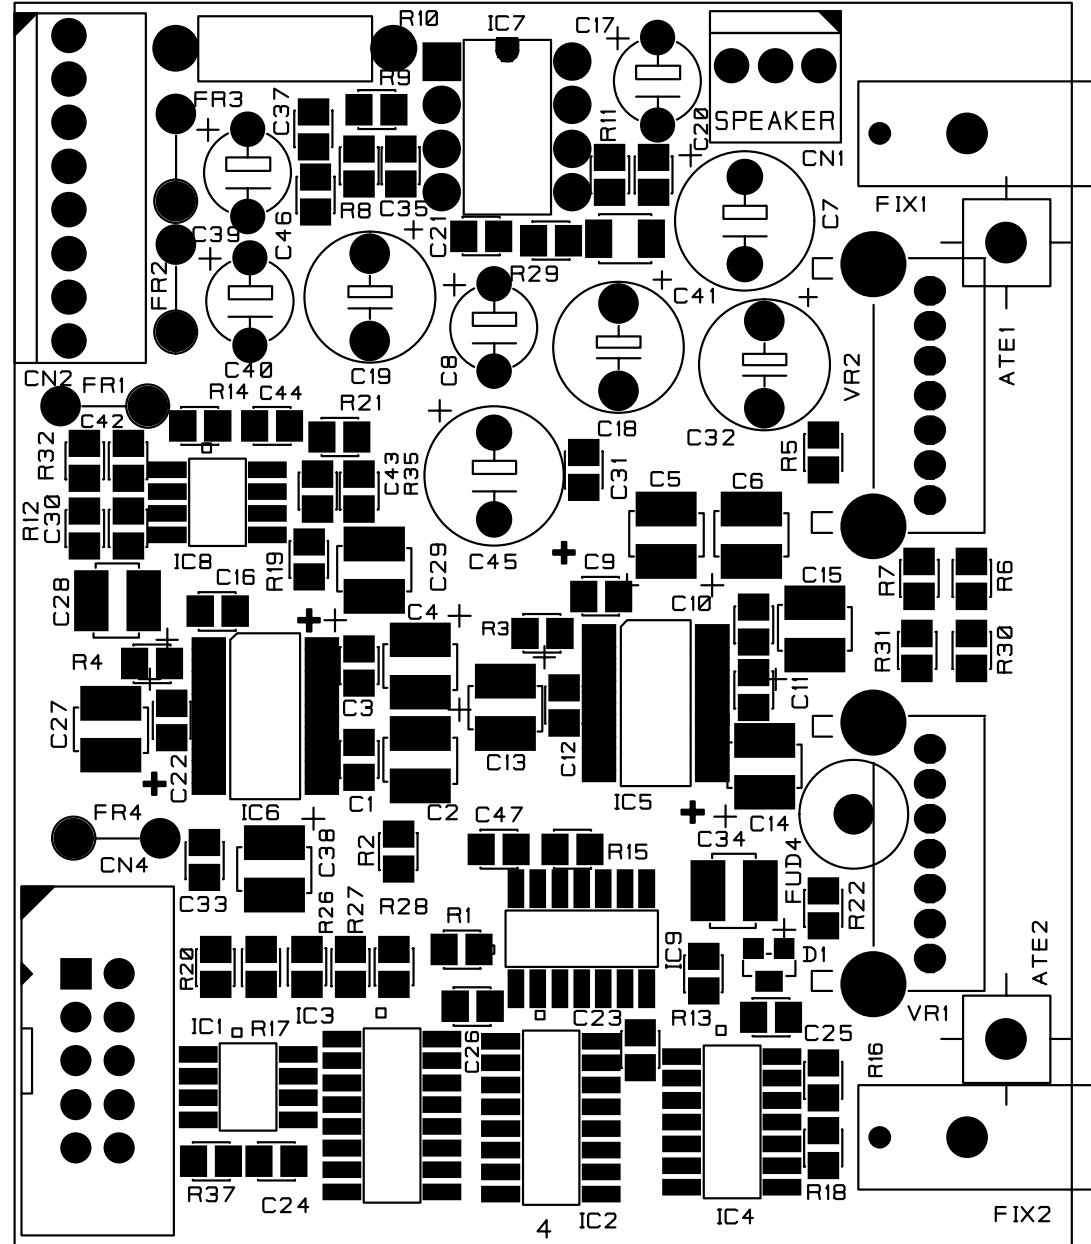 R10
IC7
C17
R9
FR3
C37
R11
C20
SPEAKER
CN1
R8
C35
C21
C7
FIX1
C39
C46
R29
FR2
C41
C8
ATE1
VR2
CN2
FR1
C40
C19
R14
C44
R21
C18
C32
C42
R32
C43
R35
C31
R5
C5
C6
R12
C30
IC8
R19
C29
C45
C9
C15
R7
R6
C28
C16
C4
C10
R3
R4
R31
R30
C27
C3
C11
C22
C13
C12
C1
C2
IC5
IC6
FR4
C38
R2
C47
C34
C14
CN4
R15
FUD4
C33
R26
R27
R28
R1
R22
R20
IC9
D1
ATE2
IC3
R13
VR1
IC1
R17
C26
C23
C25
R16
R37
C24
R18
IC2
IC4
FIX2
4